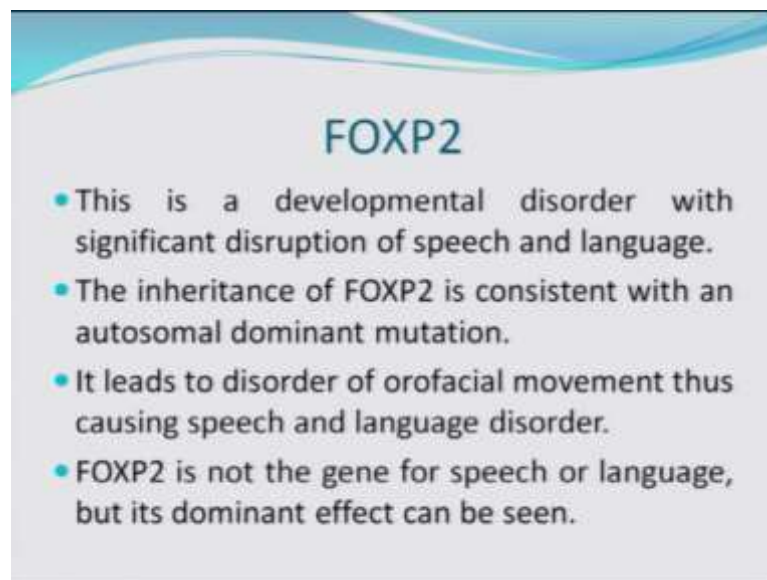 FOXP2
• This is a developmental disorder with
significant disruption of speech and language.
• The inheritance of FOXP2 is consistent with an
autosomal dominant mutation.
• It leads to disorder of orofacial movement thus
causing speech and language disorder.
• FOXP2 is not the gene for speech or language,
but its dominant effect can be seen.